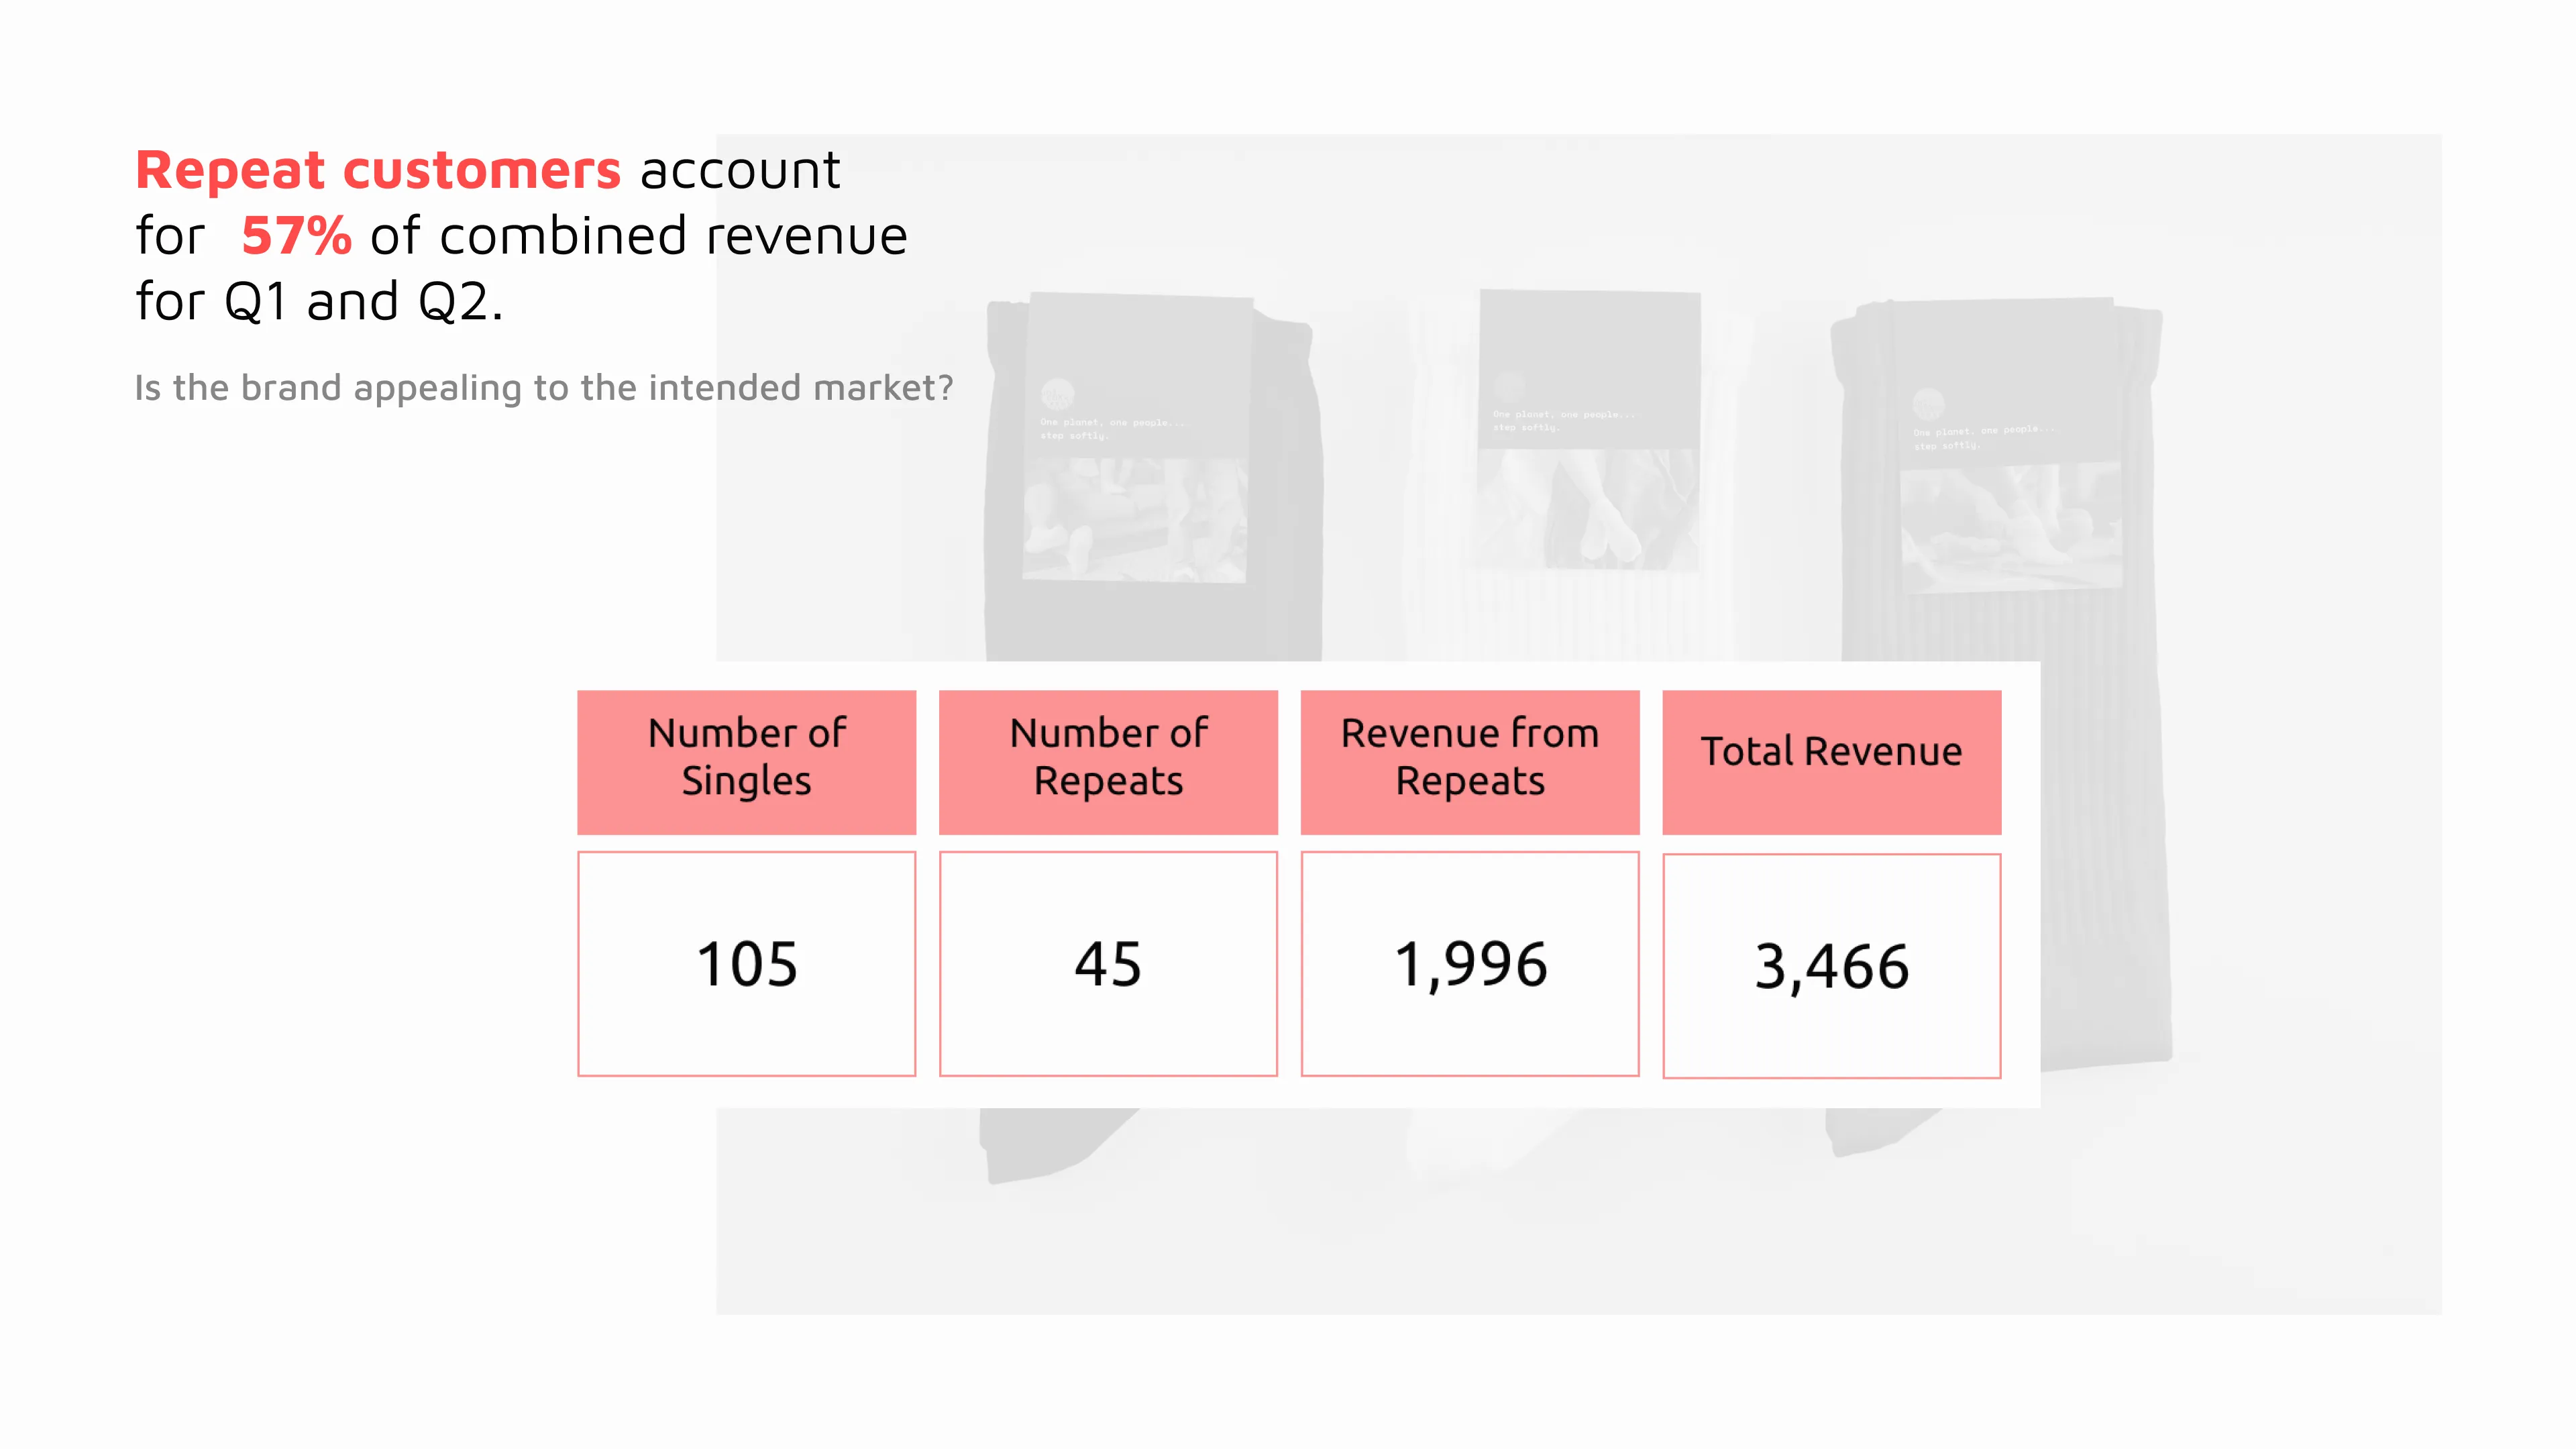 Repeat customers account
for 57% of combined revenue
for Q1 and Q2.
Is the brand appealing to the intended market?
One planet, one people...
step softly.
One planet, one people...
step softly.
One planet, one people...
step softly.
Number of
Singles
Number of
Repeats
Revenue from
Repeats
Total Revenue
105
45
1,996
3,466